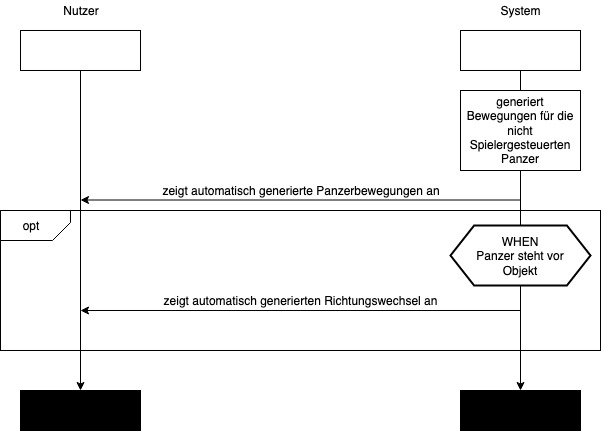 Nutzer
System
generiert
Bewegungen für die
nicht
Spielergesteuerten
Panzer
zeigt automatisch generierte Panzerbewegungen an
opt
WHEN
Panzer steht vor
Objekt
zeigt automatisch generierten Richtungswechsel an